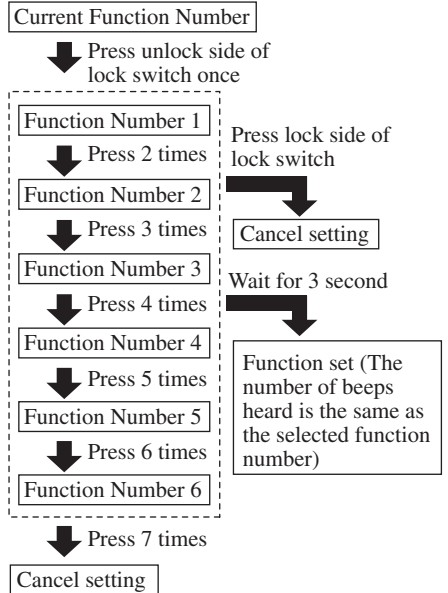 Current Function Number
Press unlock side of
lock switch once
Function Number 1
Press 2 times
Function Number 2
Press 3 times
Function Number 3
Press 4 times
Function Number 4
Press 5 times
Function Number 5
Press 6 times
Function Number 6
Press 7 times
Cancel setting
Press lock side of
lock switch
Cancel setting
Wait for 3 second
Function set (The
number of beeps
heard is the same as
the selected function
number)